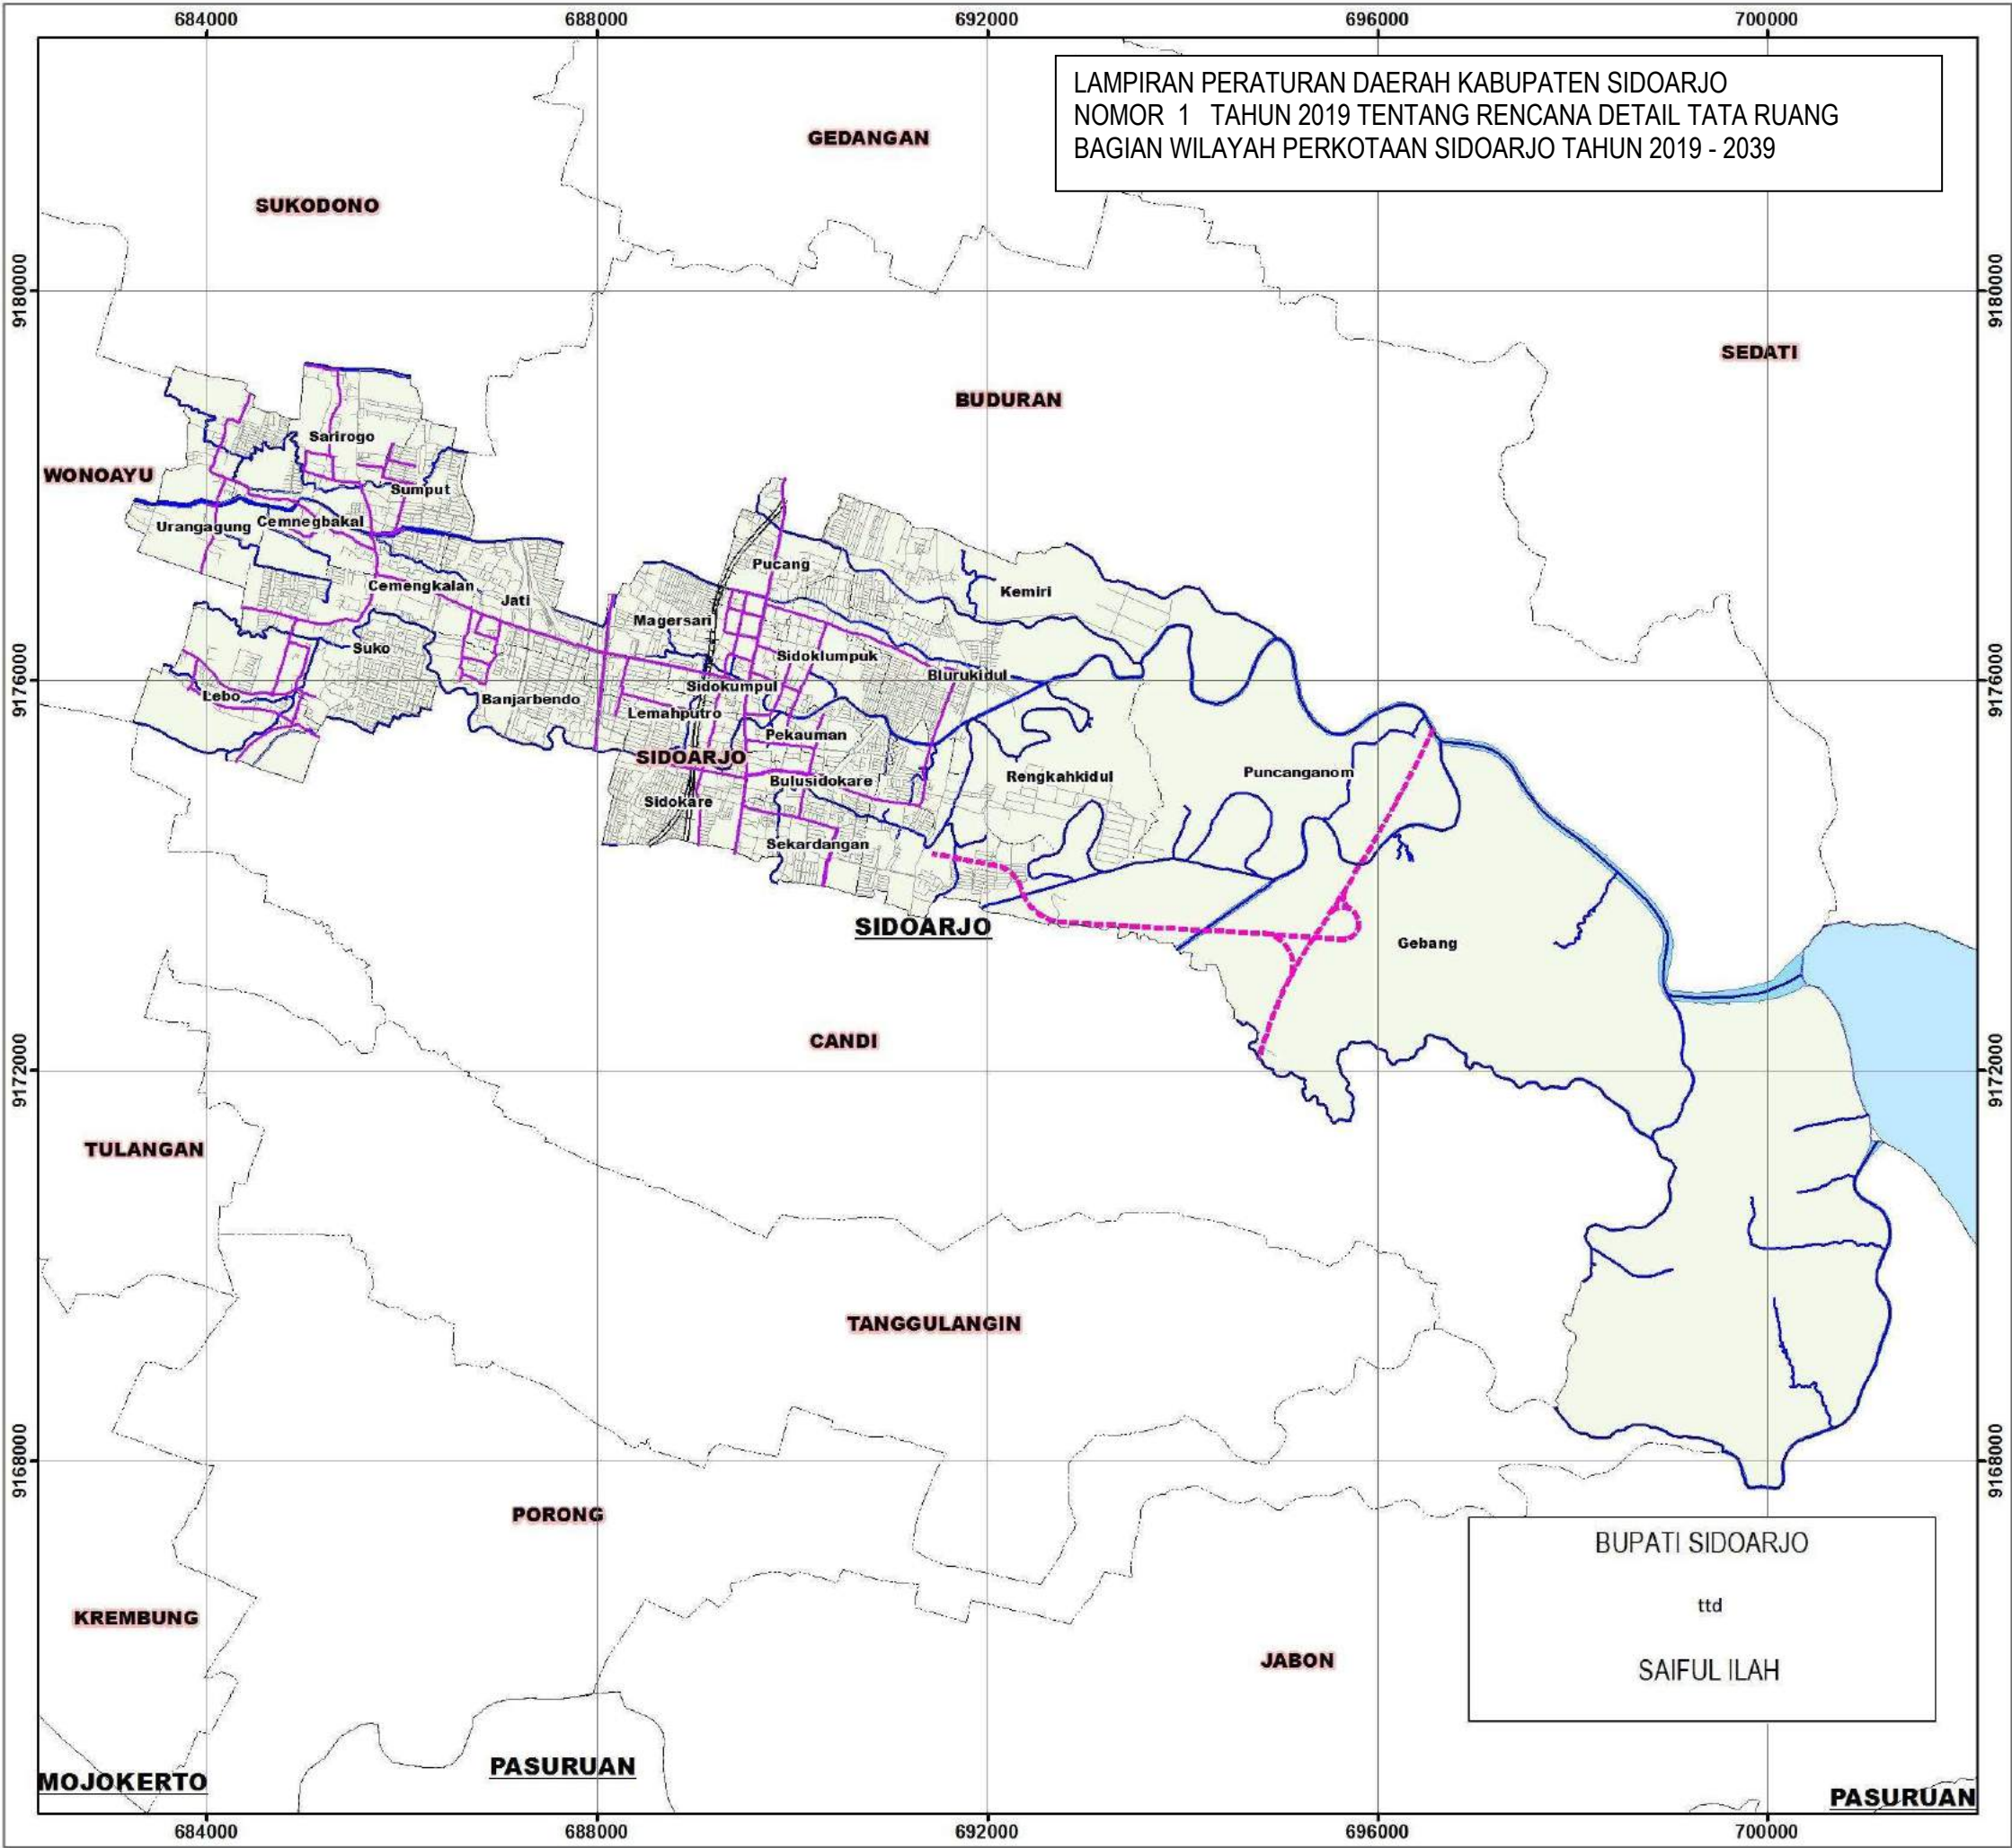 684000
688000
692000
696000
700000
LAMPIRAN PERATURAN DAERAH KABUPATEN SIDOARJO
NOMOR 1 TAHUN 2019 TENTANG RENCANA DETAIL TATA RUANG
BAGIAN WILAYAH PERKOTAAN SIDOARJO TAHUN 2019 - 2039
GEDANGAN
SUKODONO
9180000
9180000
SEDATI
BUDURAN
Sarirogo
WONOAYU
Sumput
Urangagung
Cemnegbakal
Pucang
Cemengkalan
Jati
Kemiri
Magersari
Suko
Sidoklumpuk
9176000
9176000
Blurukidul
Sidokumpul
Lebo
Banjarbendo
Lemahputro
Pekauman
SIDOARJO
Puncanganom
Rengkahkidul
Bulusidokare
Sidokare
Sekardangan
SIDOARJO
Gebang
CANDI
9172000
9172000
TULANGAN
TANGGULANGIN
9168000
9168000
PORONG
BUPATI SIDOARJO
ttd
SAIFUL ILAH
KREMBUNG
JABON
PASURUAN
MOJOKERTO
PASURUAN
684000
688000
692000
696000
700000